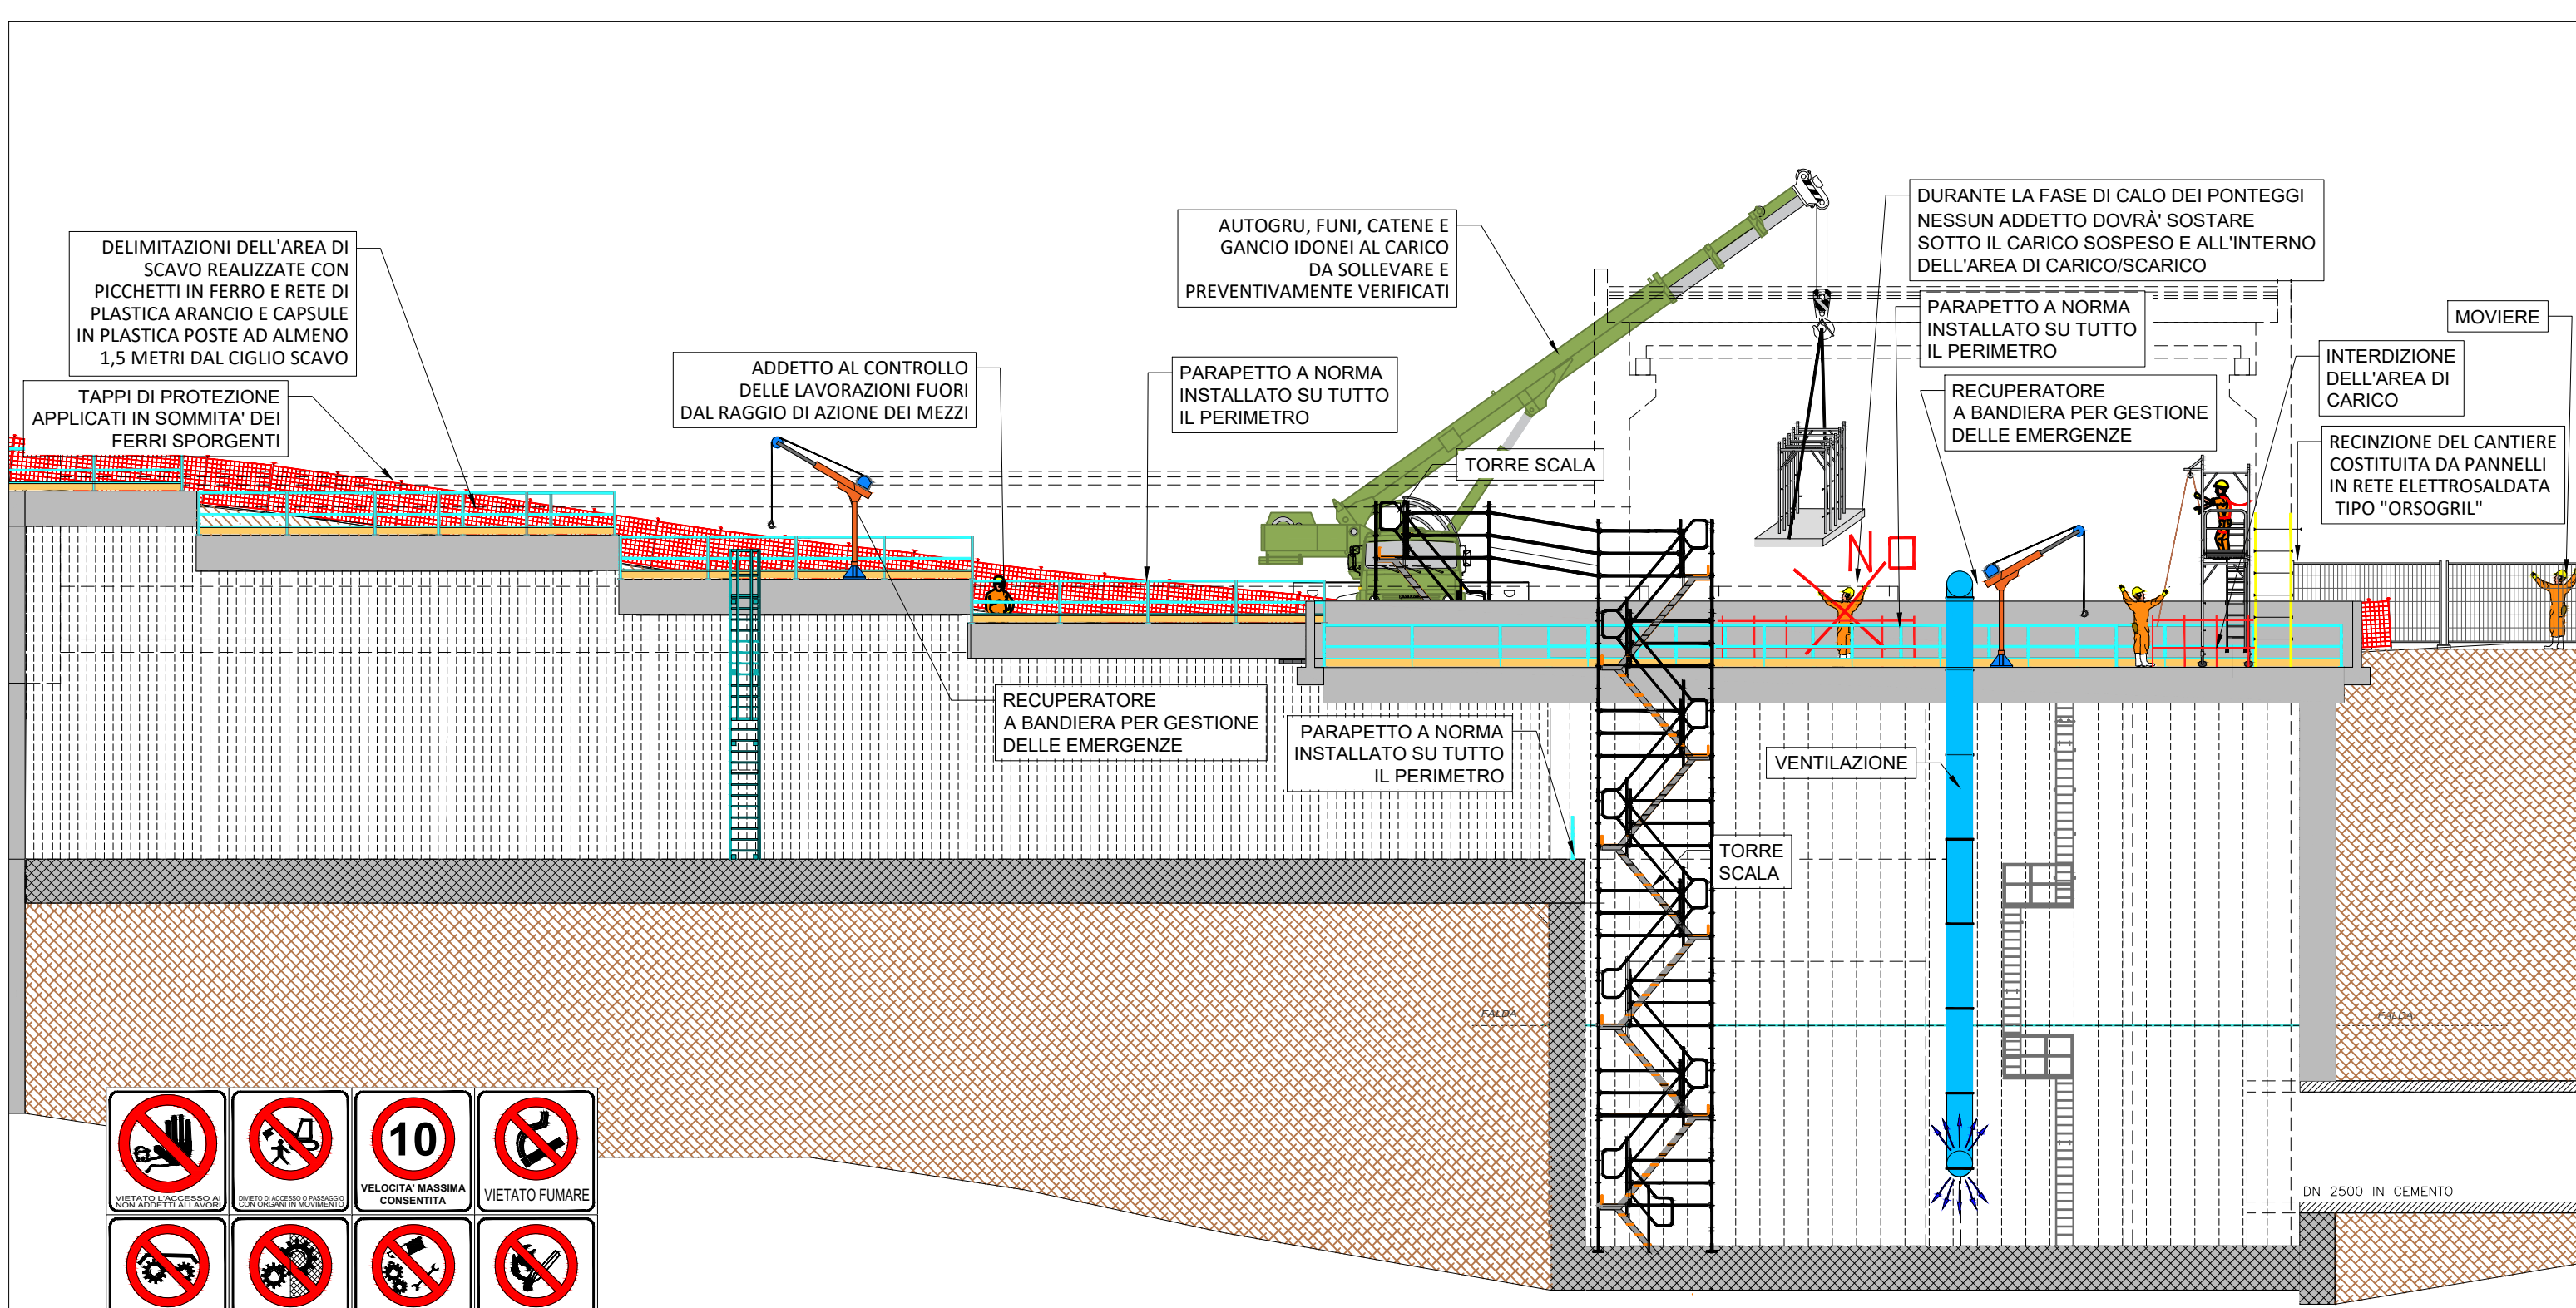 DELIMITAZIONI DELL'AREA DI
SCAVO REALIZZATE CON
PICCHETTI IN FERRO E RETE DI
PLASTICA ARANCIO E CAPSULE
IN PLASTICA POSTE AD ALMENO
1,5 METRI DAL CIGLIO SCAVO
TAPPI DI PROTEZIONE
APPLICATI IN SOMMITA' DEI
FERRI SPORGENTI
ADDETTO AL CONTROLLO
DELLE LAVORAZIONI FUORI
DAL RAGGIO DI AZIONE DEI MEZZI
AUTOGRU, FUNI, CATENE E
GANCIO IDONEI AL CARICO
DA SOLLEVARE E
PREVENTIVAMENTE VERIFICATI
PARAPETTO A NORMA
INSTALLATO SU TUTTO
IL PERIMETRO
TORRE SCALA
DURANTE LA FASE DI CALO DEI PONTEGGI
NESSUN ADDETTO DOVRÀ' SOSTARE
SOTTO IL CARICO SOSPESO E ALL'INTERNO
DELL'AREA DI CARICO/SCARICO
PARAPETTO A NORMA
INSTALLATO SU TUTTO
IL PERIMETRO
RECUPERATORE
A BANDIERA PER GESTIONE
DELLE EMERGENZE
MOVIERE
INTERDIZIONE
DELL'AREA DI
CARICO
RECINZIONE DEL CANTIERE
COSTITUITA DA PANNELLI
IN RETE ELETTROSALDATA
TIPO "ORSOGRIL"
NO
RECUPERATORE
A BANDIERA PER GESTIONE
DELLE EMERGENZE
PARAPETTO A NORMA
INSTALLATO SU TUTTO
IL PERIMETRO
VENTILAZIONE
TORRE
SCALA
FALDA
FALDA
DN 2500 IN CEMENTO
VIETATO L'ACCESSO AI
NON ADDETTI AI LAVORI
DIVIETO DI ACCESSO O PASSAGGIO
CON ORGANI IN MOVIMENTO
10
VELOCITA' MASSIMA
CONSENTITA
VIETATO FUMARE